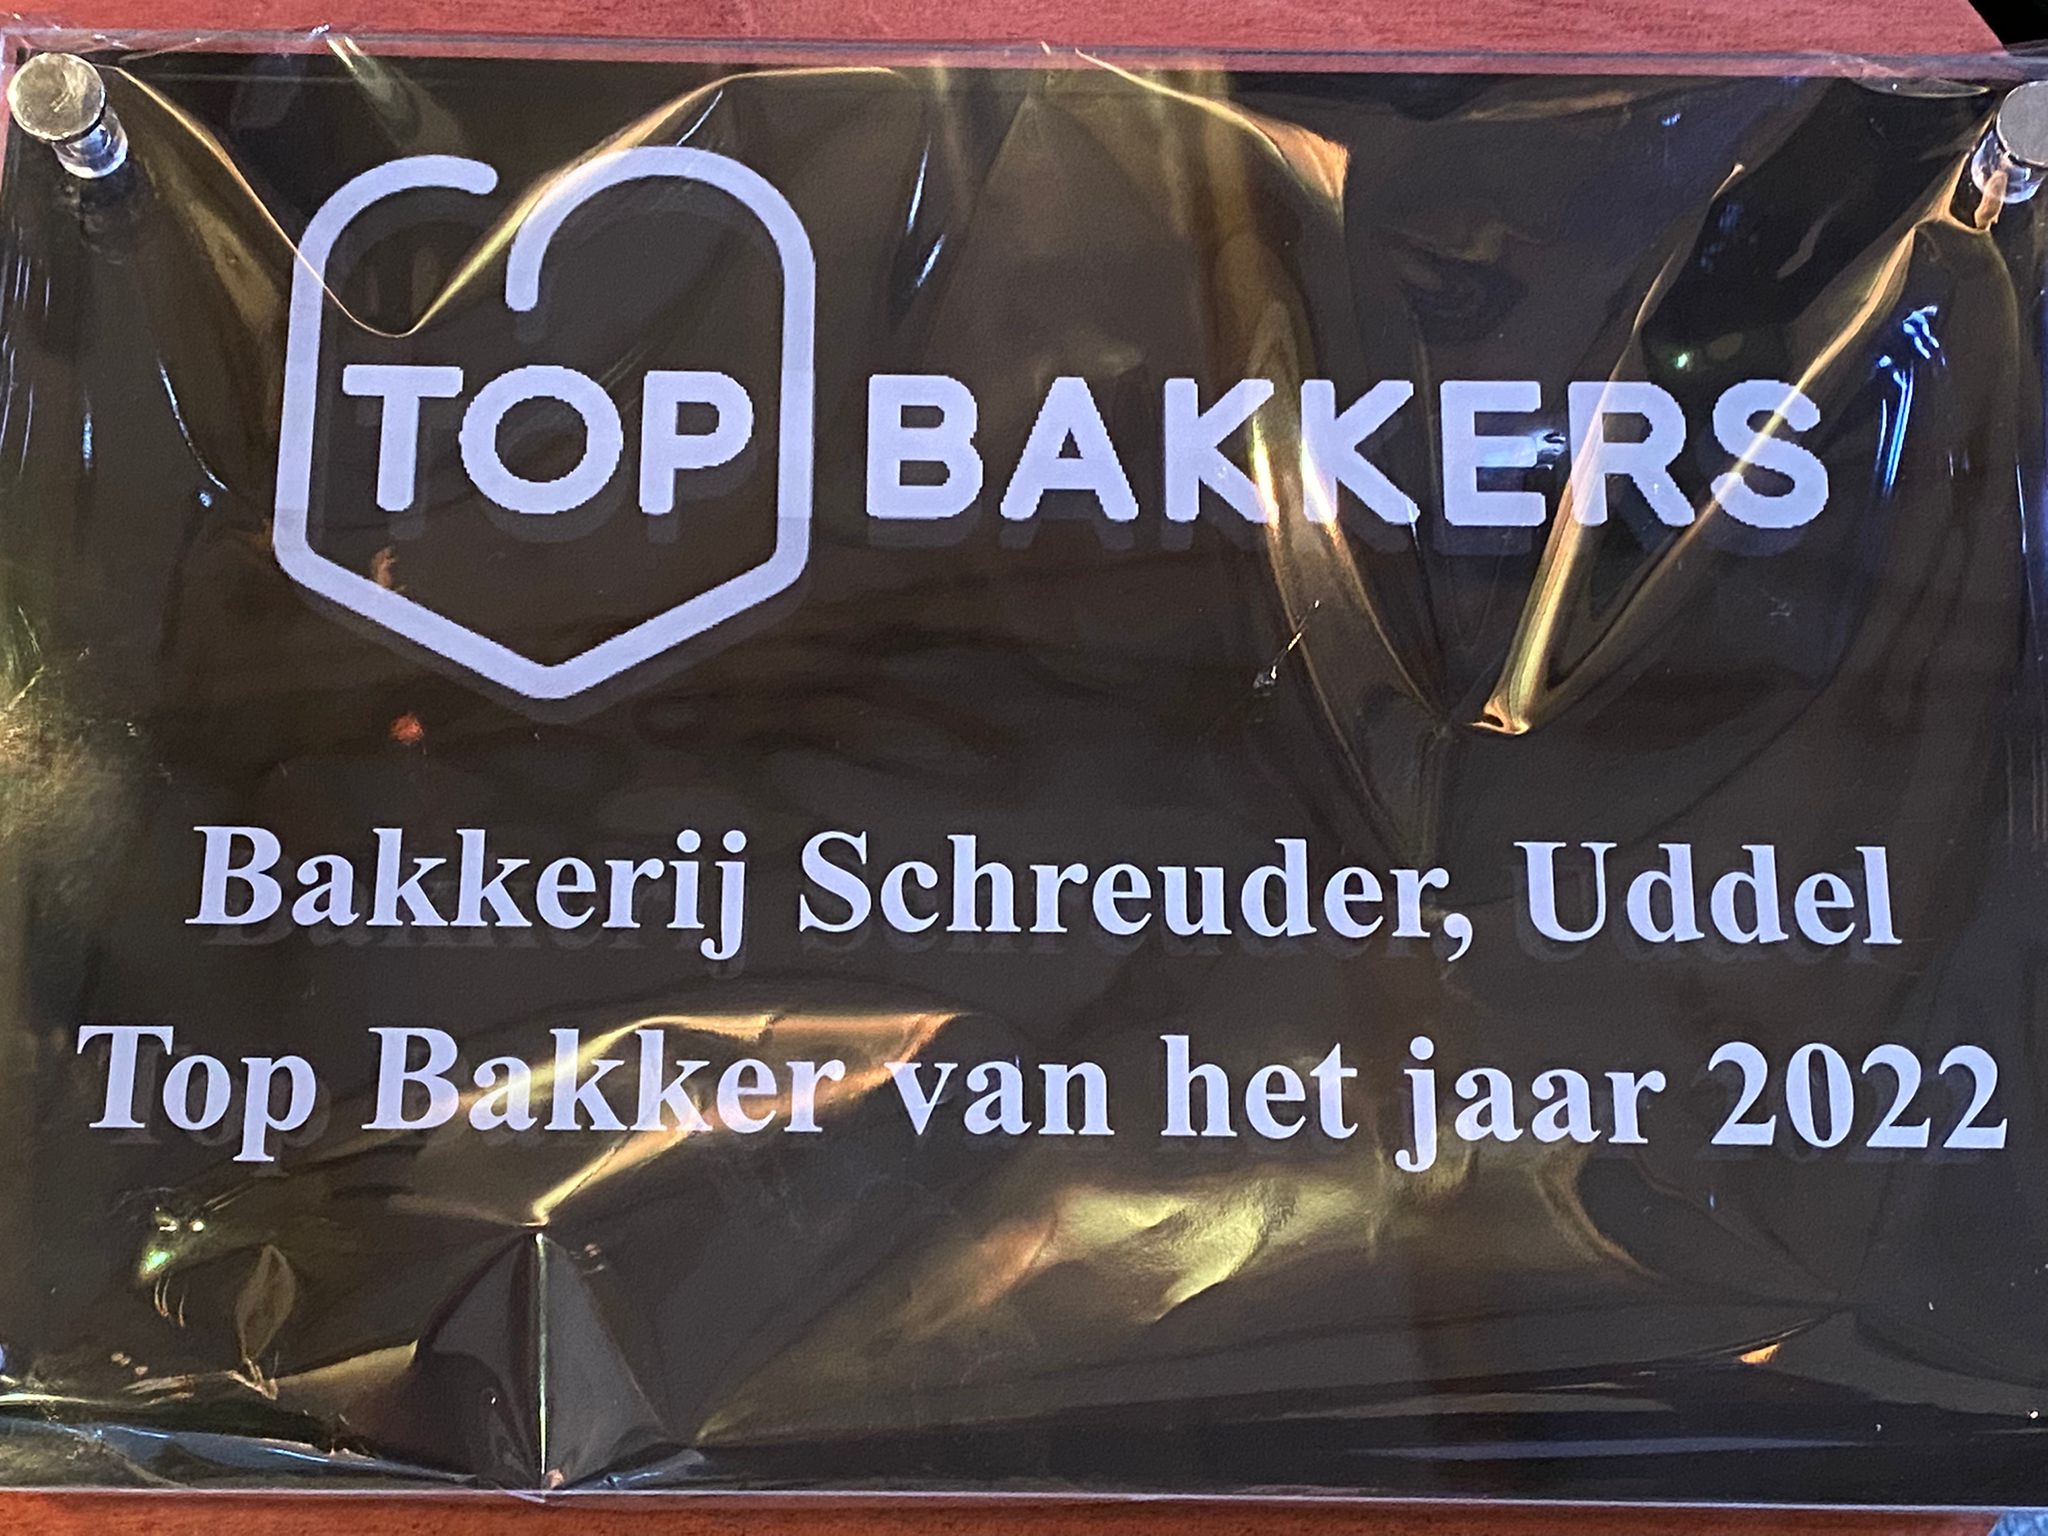 TOP BAKKERS
Bakkerij Schreuder, Uddel
Top Bakker van het jaar 2022